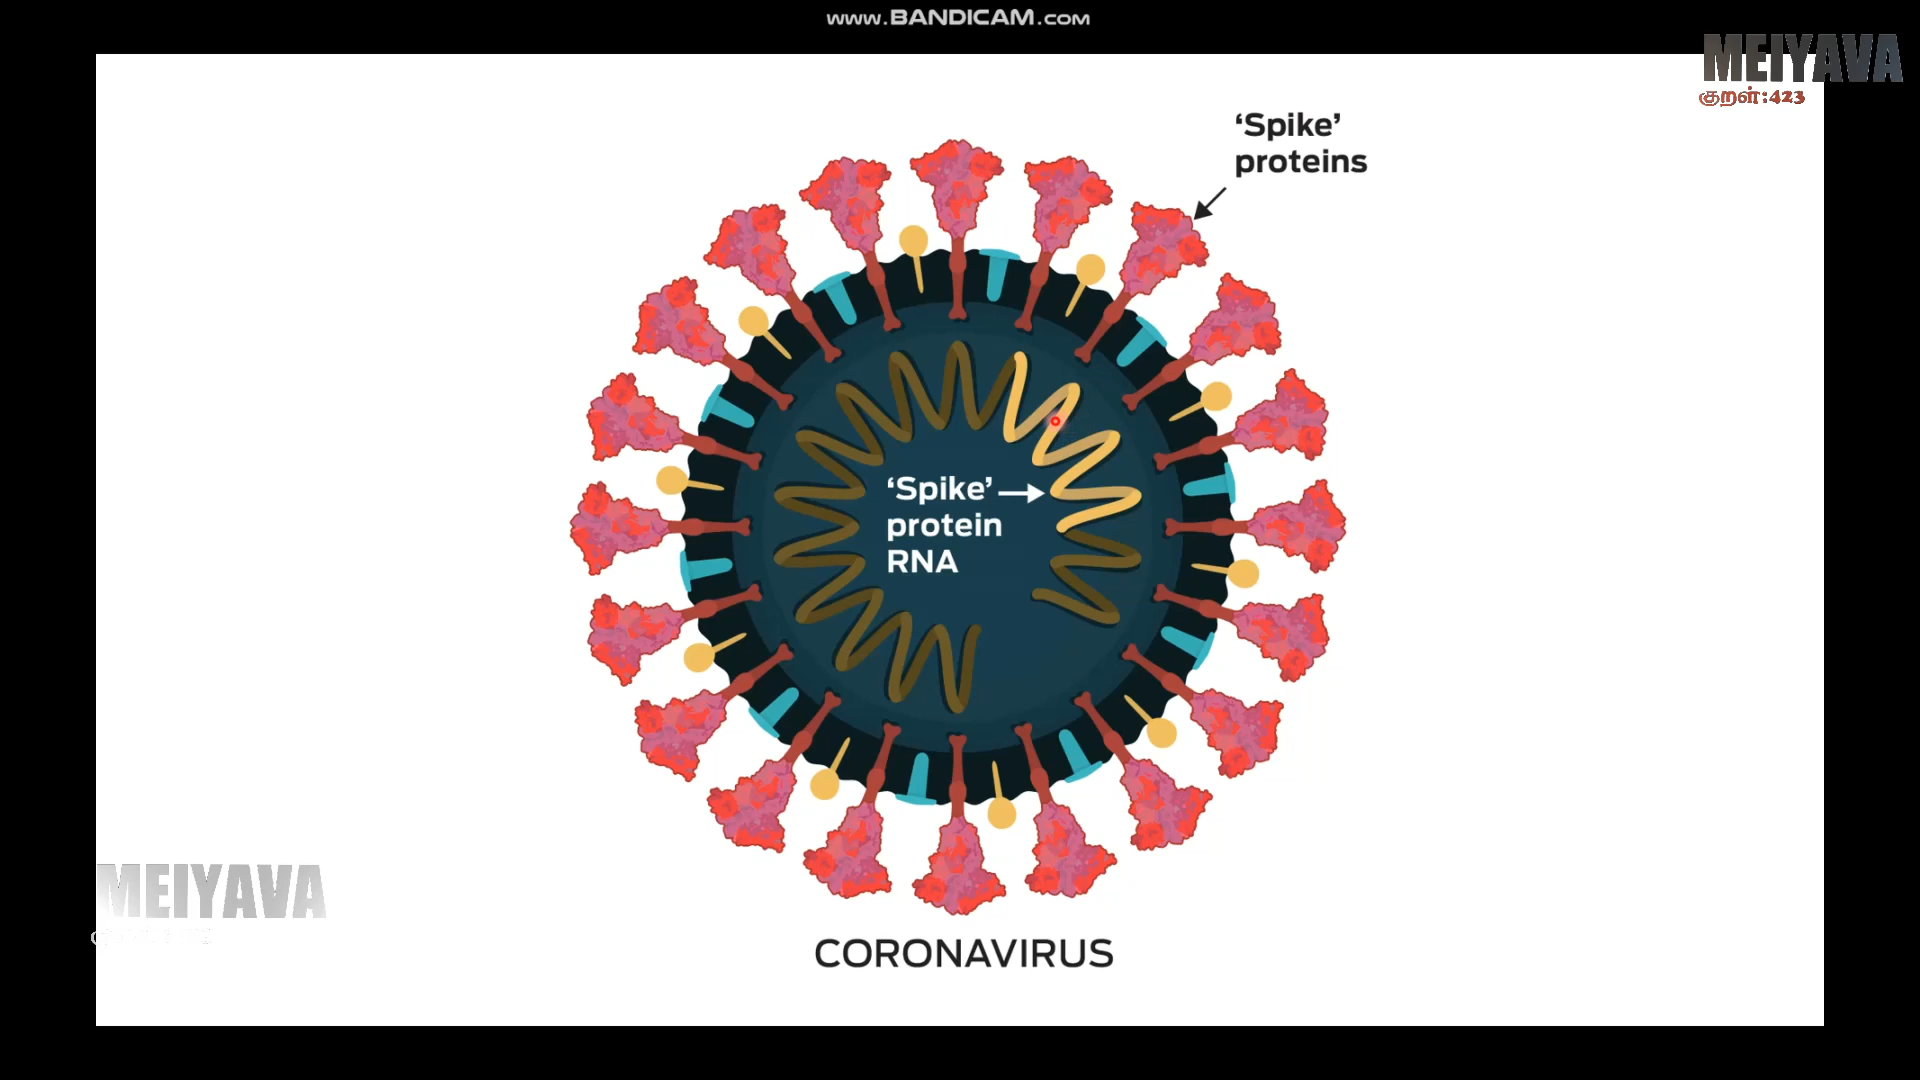 www.BANDICAM.com
MEIYAVA
குறள்:423
‘Spike’
proteins
‘Spike’
protein
RNA
MEIYAVA
CORONAVIRUS